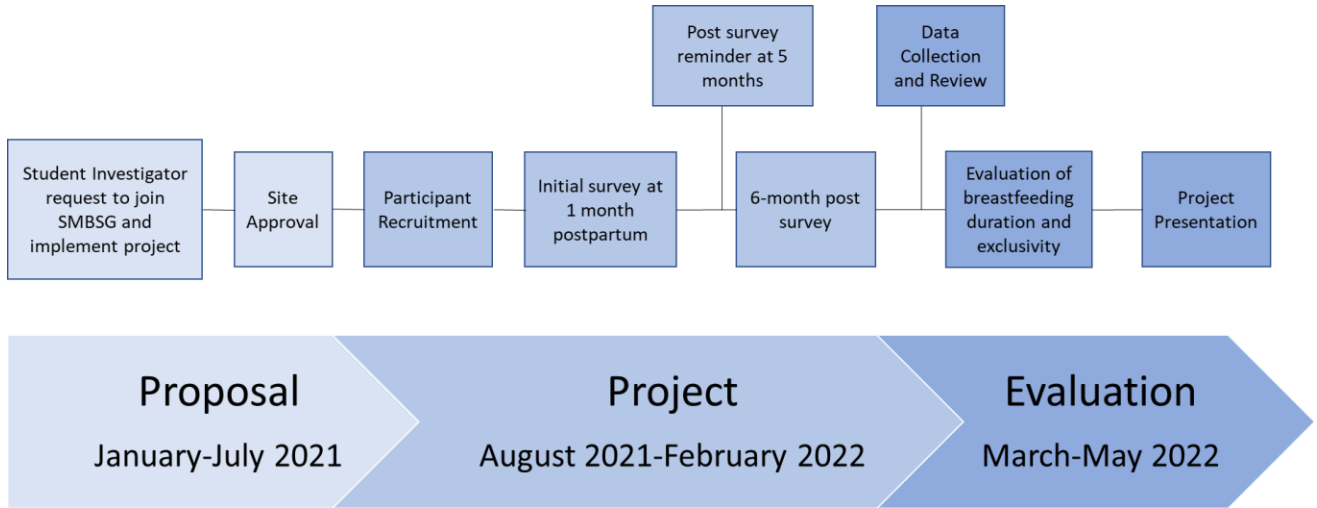 Post survey
reminder at 5
months
Data
Collection
and Review
Student Investigator
request to join
SMBSG and
implement project
Site
Approval
Participant
Recruitment
Initial survey at
1 month
postpartum
6-month post
survey
Evaluation of
breastfeeding
duration and
exclusivity
Project
Presentation
Proposal
January-July 2021
Project
August 2021-February 2022
Evaluation
March-May 2022